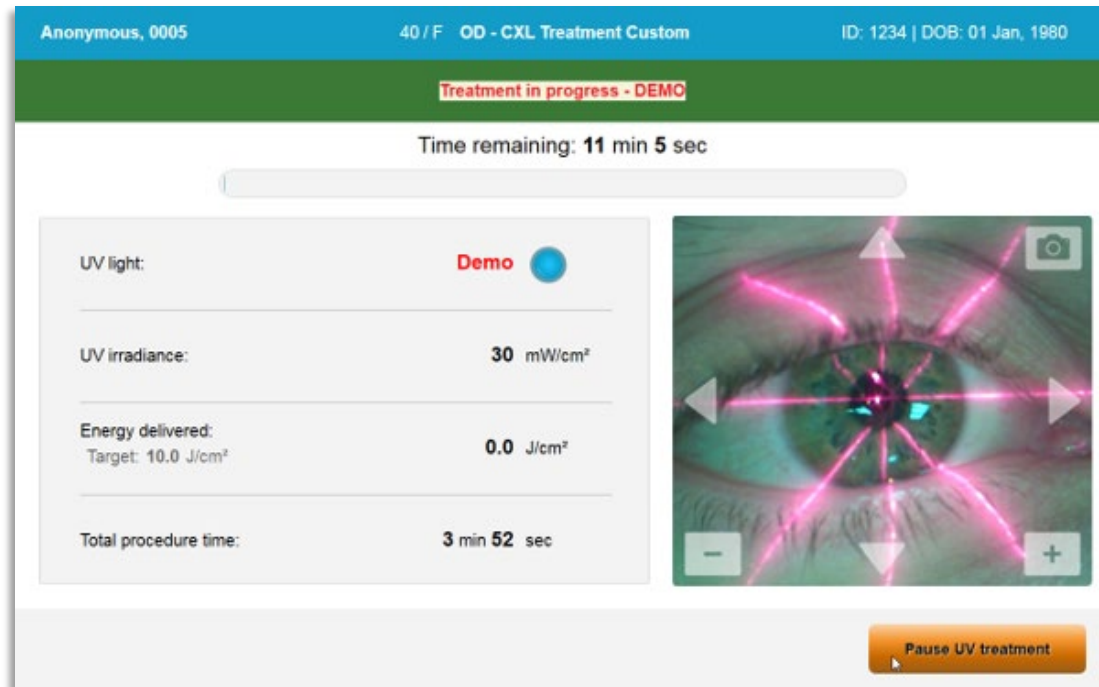 Anonymous, 0005 40 / F OD - CXL Treatment Custom ID: 1234 | DOB: 01 Jan, 1980
Treatment in progress - DEMO
Time remaining: 11 min 5 sec
UV light: Demo
UV irradiance: 30 mW/cm²
Energy delivered:
Target: 10.0 J/cm²
0.0 J/cm²
Total procedure time: 3 min 52 sec
Pause UV treatment